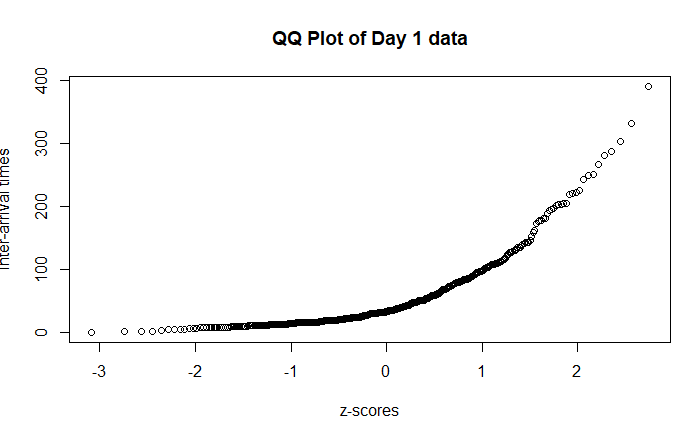 QQ Plot of Day 1 data
400
300
200
100
0
inter-arrival times
-3 -2 -1 0 1 2
z-scores